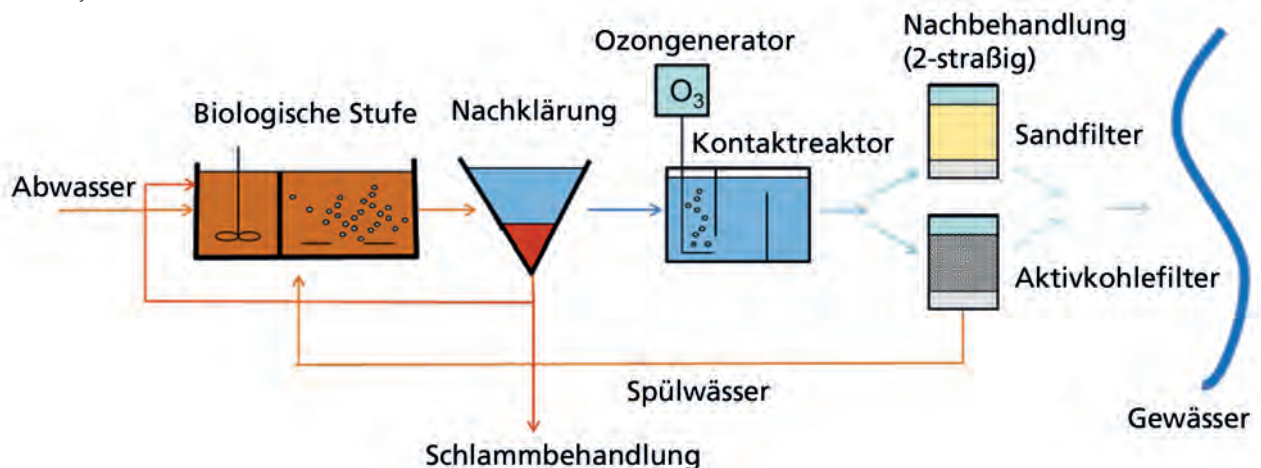 Ozongenerator
Nachbehandlung
(2-straßig)
O3
Biologische Stufe
Nachklärung
Kontaktreaktor
Sandfilter
Abwasser
Aktivkohlefilter
Spülwässer
Gewässer
Schlammbehandlung